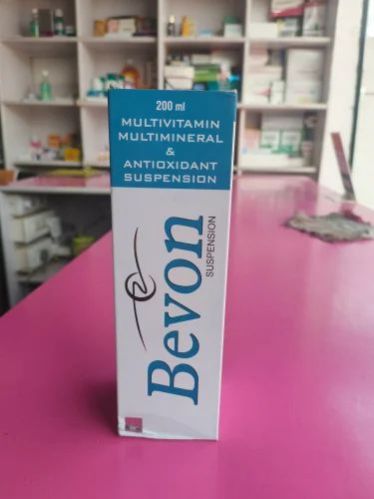 200 ml
MULTIVITAMIN
MULTIMINERAL
&
ANTIOXIDANT
SUSPENSION
Bevon
SUSPENSION